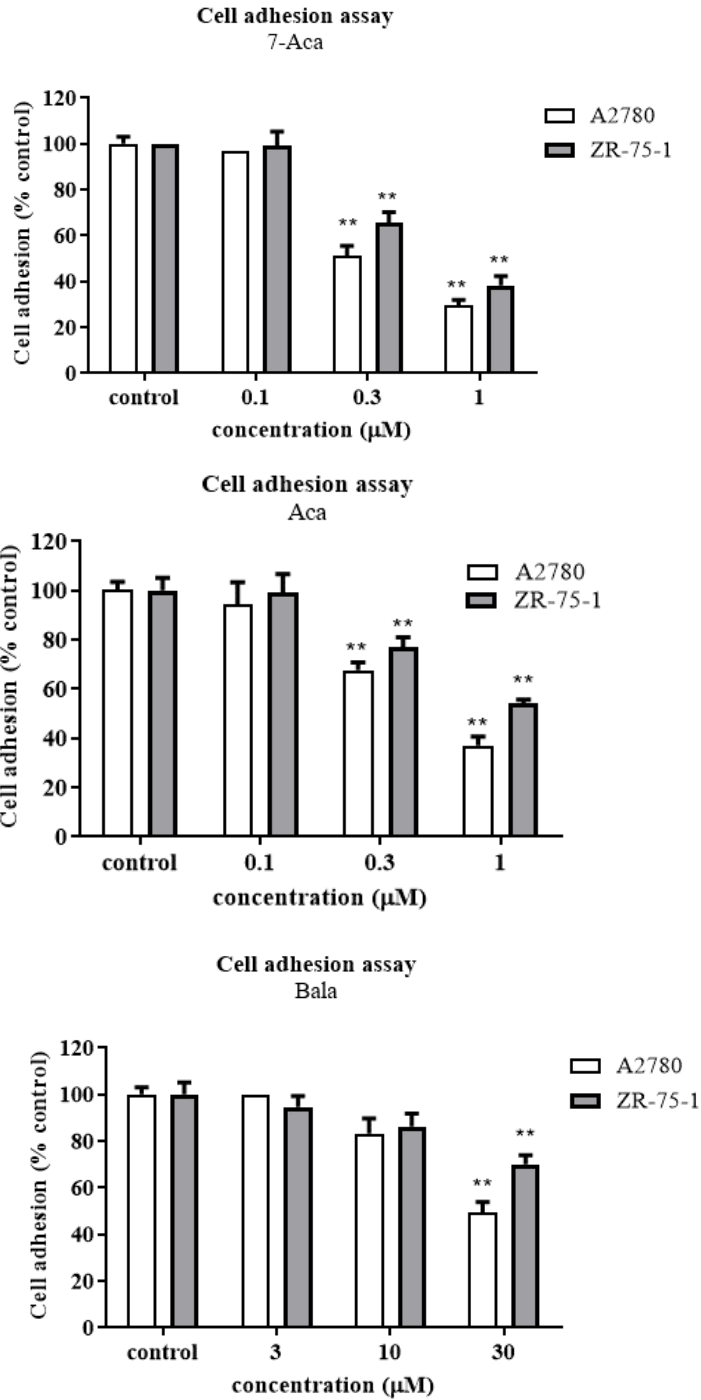 Cell adhesion assay
7-Aca
Cell adhesion (% control)
120
100
80
60
40
20
0
A2780
ZR-75-1
**
**
**
**
control 0.1 0.3 1
concentration (μM)
Cell adhesion assay
Aca
Cell adhesion (% control)
120
100
80
60
40
20
0
A2780
ZR-75-1
**
**
**
**
control 0.1 0.3 1
concentration (μM)
Cell adhesion assay
Bala
Cell adhesion (% control)
120
100
80
60
40
20
0
A2780
ZR-75-1
**
**
control 3 10 30
concentration (μM)